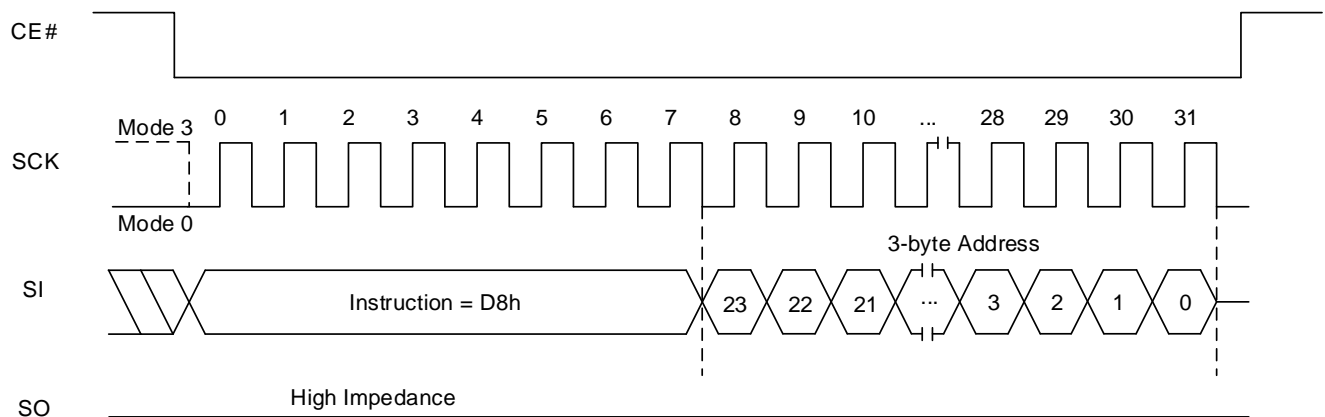 CE#
Mode 3 0 1 2 3 4 5 6 7 8 9 10 ... 28 29 30 31
SCK
Mode 0
3-byte Address
SI Instruction = D8h 23 22 21 ... 3 2 1 0
High Impedance
SO